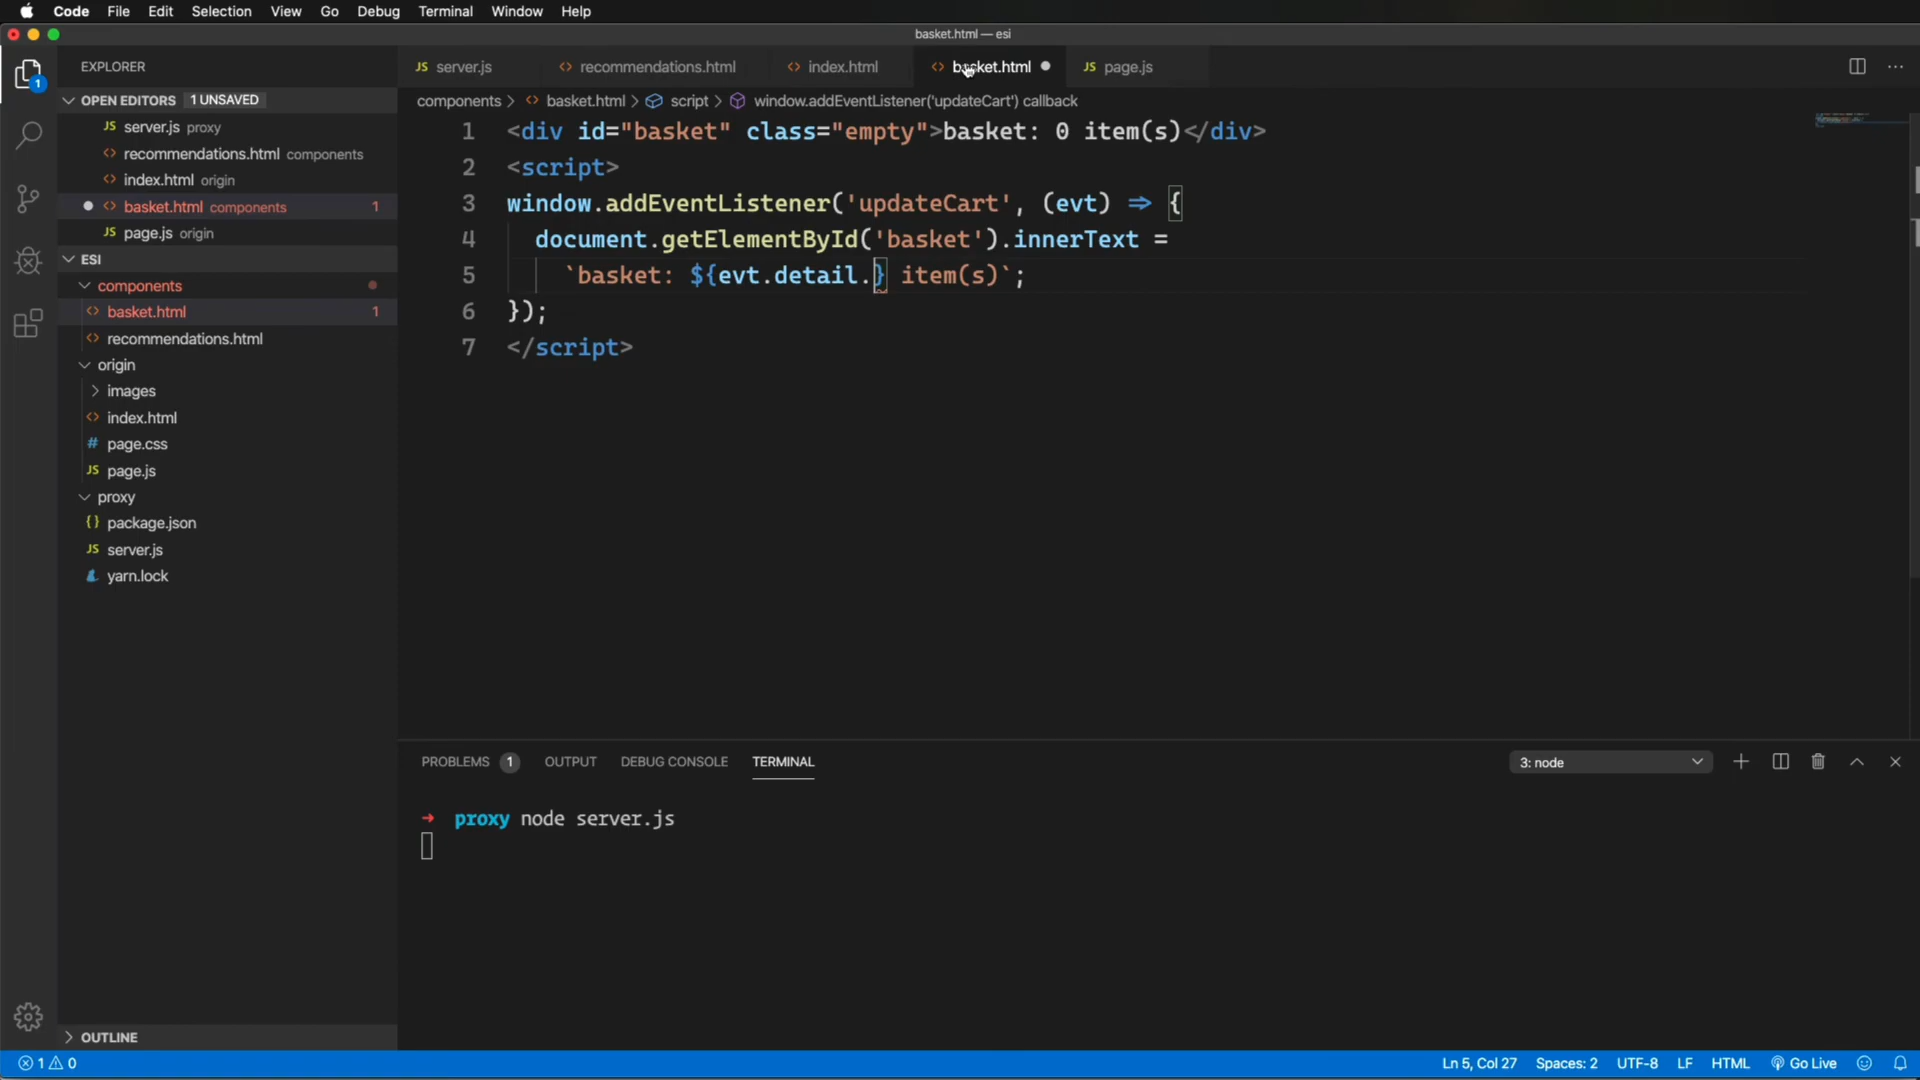 Code File Edit Selection View Go Debug Terminal Window Help
basket.html — esi
EXPLORER
server.js recommendations.html index.html basket.html page.js
OPEN EDITORS 1 UNSAVED
JS server.js proxy
<> recommendations.html components
<> index.html origin
<> basket.html components 1
JS page.js origin
ESI
components
<> basket.html 1
<> recommendations.html
origin
images
<> index.html
# page.css
JS page.js
proxy
{} package.json
JS server.js
yarn.lock
OUTLINE
components > <> basket.html > script > window.addEventListener('updateCart') callback
1 <div id="basket" class="empty">basket: 0 item(s)</div>
2 <script>
3 window.addEventListener('updateCart', (evt) => {
4 document.getElementById('basket').innerText =
5 `basket: ${evt.detail.} item(s)`;
6 });
7 </script>
PROBLEMS 1 OUTPUT DEBUG CONSOLE TERMINAL 3: node
→ proxy node server.js
1 0 Ln 5, Col 27 Spaces: 2 UTF-8 LF HTML Go Live